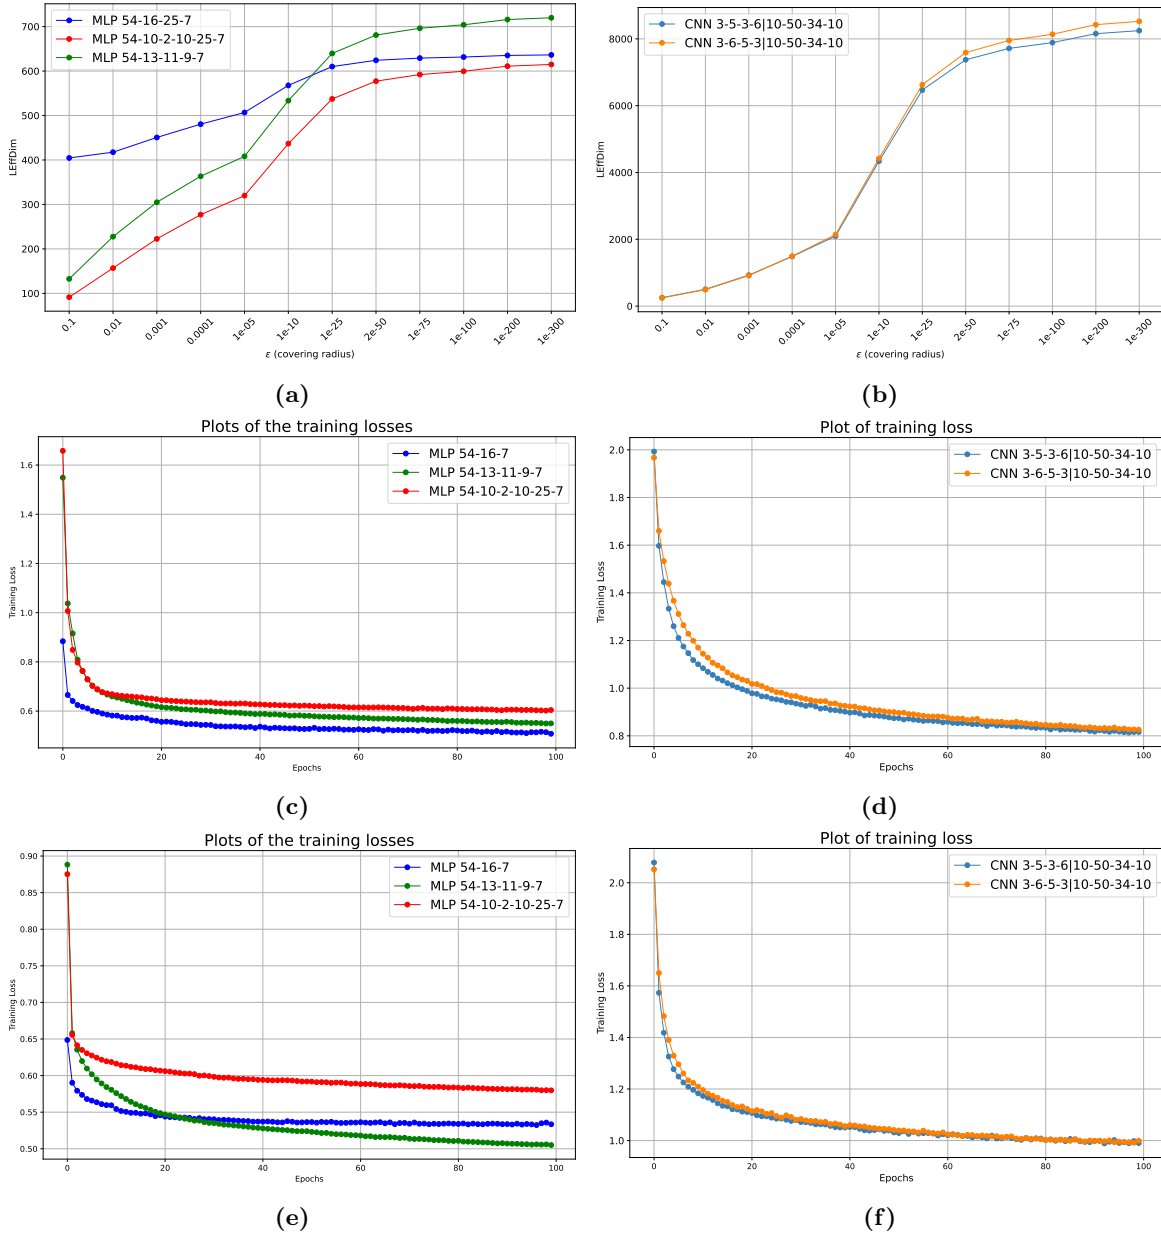 MLP 54-16-25-7
MLP 54-10-2-10-25-7
MLP 54-13-11-9-7
700
600
500
400
300
200
100
LEffDim
0.1
0.01
0.001
0.0001
1e-05
1e-10
1e-25
2e-50
1e-75
1e-100
1e-200
1e-300
ε (covering radius)
(a)
CNN 3-5-3-6|10-50-34-10
CNN 3-6-5-3|10-50-34-10
8000
6000
4000
2000
0
LEffDim
0.1
0.01
0.001
0.0001
1e-05
1e-10
1e-25
2e-50
1e-75
1e-100
1e-200
1e-300
ε (covering radius)
(b)
Plots of the training losses
MLP 54-16-7
MLP 54-13-11-9-7
MLP 54-10-2-10-25-7
1.6
1.4
1.2
1.0
0.8
0.6
Training Loss
0 20 40 60 80 100
Epochs
(c)
Plot of training loss
CNN 3-5-3-6|10-50-34-10
CNN 3-6-5-3|10-50-34-10
2.0
1.8
1.6
1.4
1.2
1.0
0.8
Training Loss
0 20 40 60 80 100
Epochs
(d)
Plots of the training losses
MLP 54-16-7
MLP 54-13-11-9-7
MLP 54-10-2-10-25-7
0.90
0.85
0.80
0.75
0.70
0.65
0.60
0.55
0.50
Training Loss
0 20 40 60 80 100
Epochs
(e)
Plot of training loss
CNN 3-5-3-6|10-50-34-10
CNN 3-6-5-3|10-50-34-10
2.0
1.8
1.6
1.4
1.2
1.0
Training Loss
0 20 40 60 80 100
Epochs
(f)